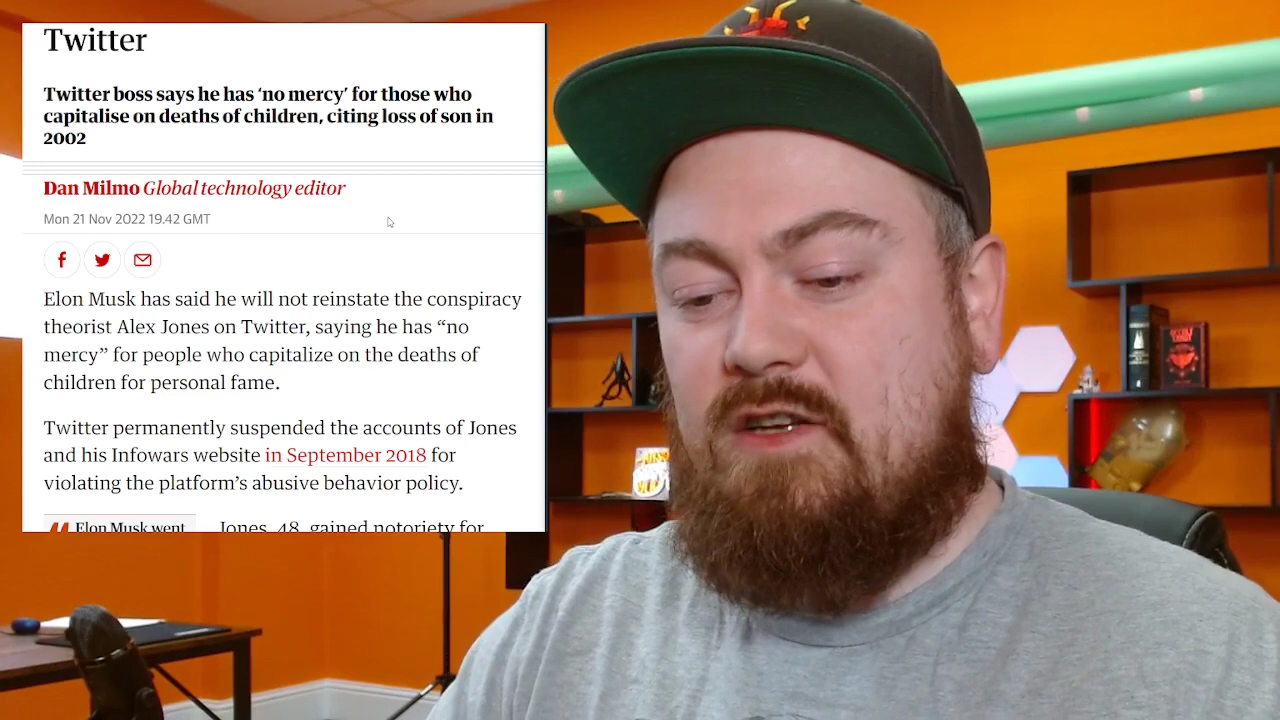 Twitter
Twitter boss says he has ‘no mercy’ for those who
capitalise on deaths of children, citing loss of son in
2002
Dan Milmo Global technology editor
Mon 21 Nov 2022 19.42 GMT
Elon Musk has said he will not reinstate the conspiracy
theorist Alex Jones on Twitter, saying he has “no
mercy” for people who capitalize on the deaths of
children for personal fame.
Twitter permanently suspended the accounts of Jones
and his Infowars website in September 2018 for
violating the platform’s abusive behavior policy.
Elon Musk went
Jones, 48, gained notoriety for